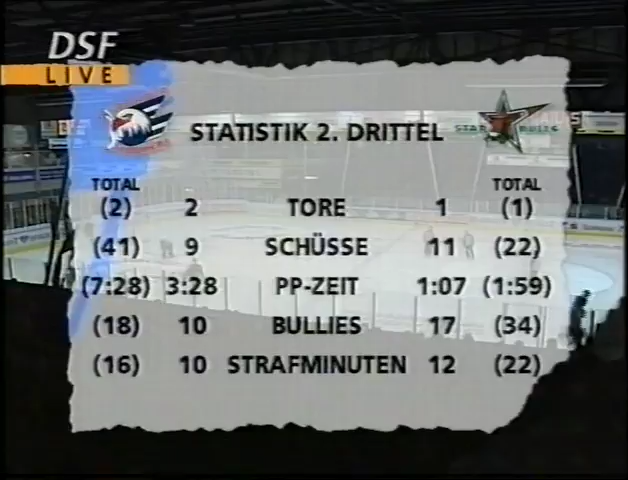 DSF
LIVE
STATISTIK 2. DRITTEL
TOTAL TOTAL
(2) 2 TORE 1 (1)
(41) 9 SCHÜSSE 11 (22)
(7:28) 3:28 PP-ZEIT 1:07 (1:59)
(18) 10 BULLIES 17 (34)
(16) 10 STRAFMINUTEN 12 (22)